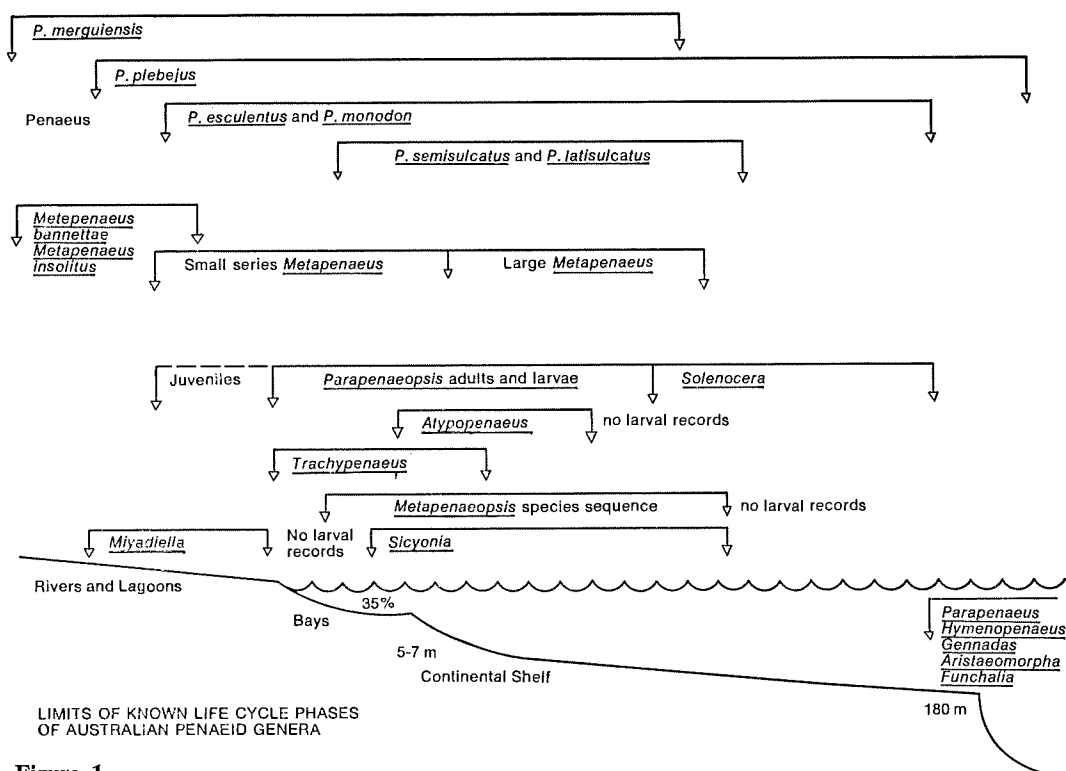 P. merguiensis
P. plebejus
Penaeus
P. esculentus and P. monodon
P. semisulcatus and P. latisulcatus
Metepenaeus
bannettae
Metapenaeus
insolitus
Small series Metapenaeus
Large Metapenaeus
Juveniles
Parapenaeopsis adults and larvae
Solenocera
Atypopenaeus
no larval records
Trachypenaeus
Metapenaeopsis species sequence
no larval records
Miyadiella
No larval
records
Sicyonia
Rivers and Lagoons
35%
Bays
5-7 m
Continental Shelf
Parapenaeus
Hymenopenaeus
Gennadas
Aristaeomorpha
Funchalia
180 m
LIMITS OF KNOWN LIFE CYCLE PHASES
OF AUSTRALIAN PENAEID GENERA
Figure 1